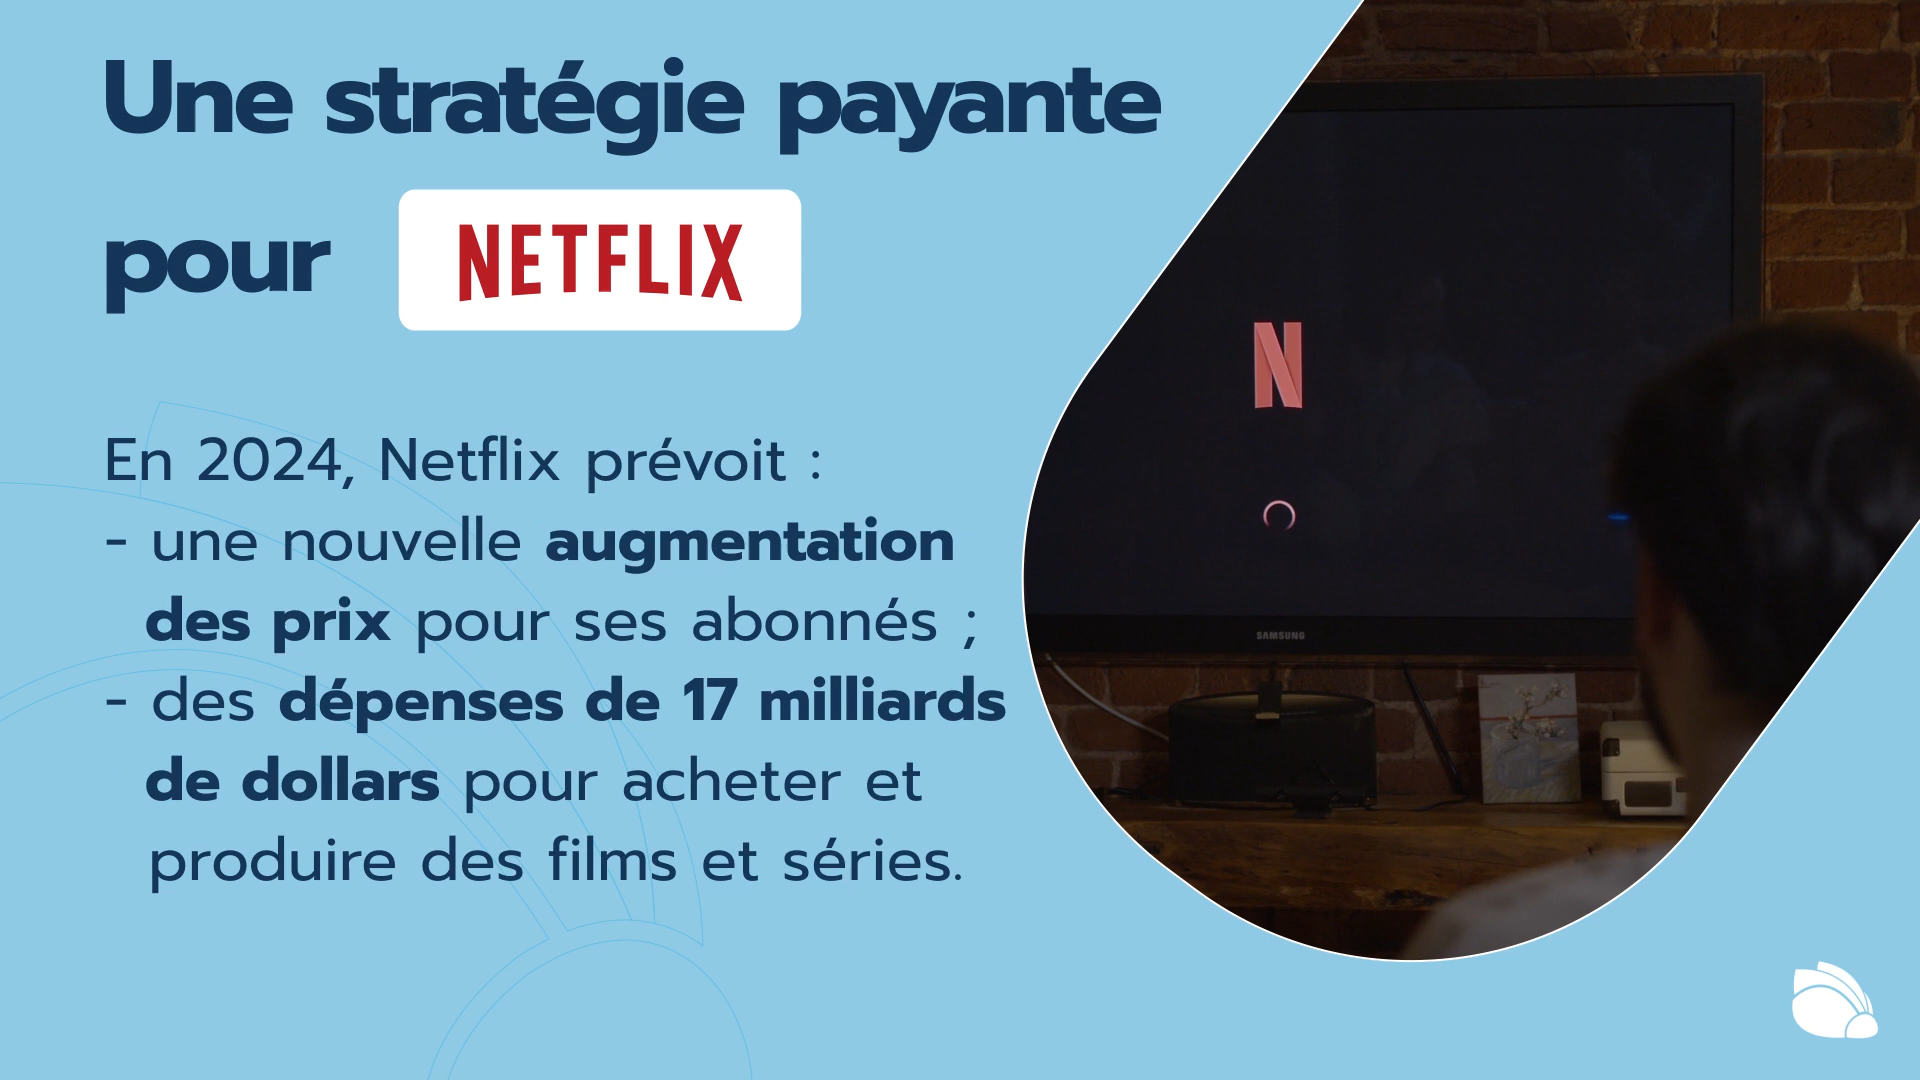 Une stratégie payante
pour NETFLIX
En 2024, Netflix prévoit :
- une nouvelle augmentation
des prix pour ses abonnés ;
- des dépenses de 17 milliards
de dollars pour acheter et
produire des films et séries.
N
SAMSUNG